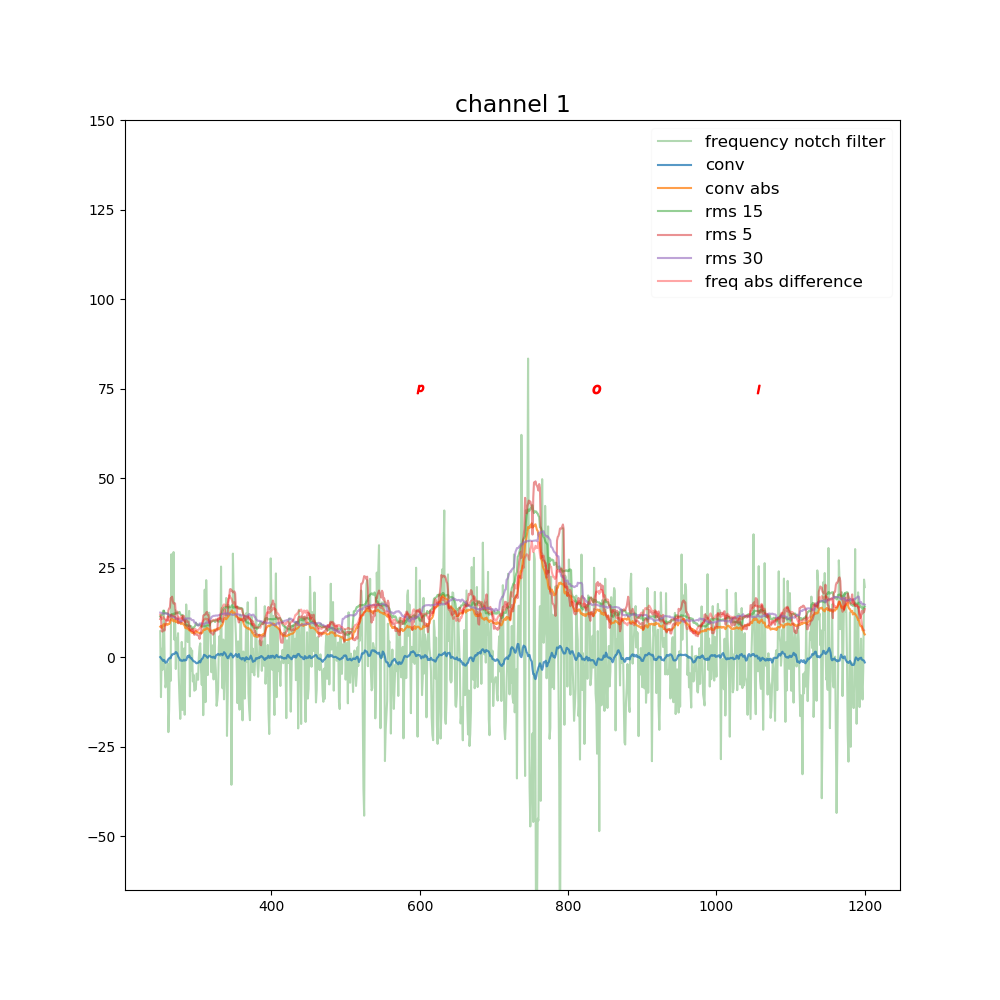 channel 1
150
125
100
75
50
25
0
−25
−50
frequency notch filter
conv
conv abs
rms 15
rms 5
rms 30
freq abs difference
P O I
400 600 800 1000 1200